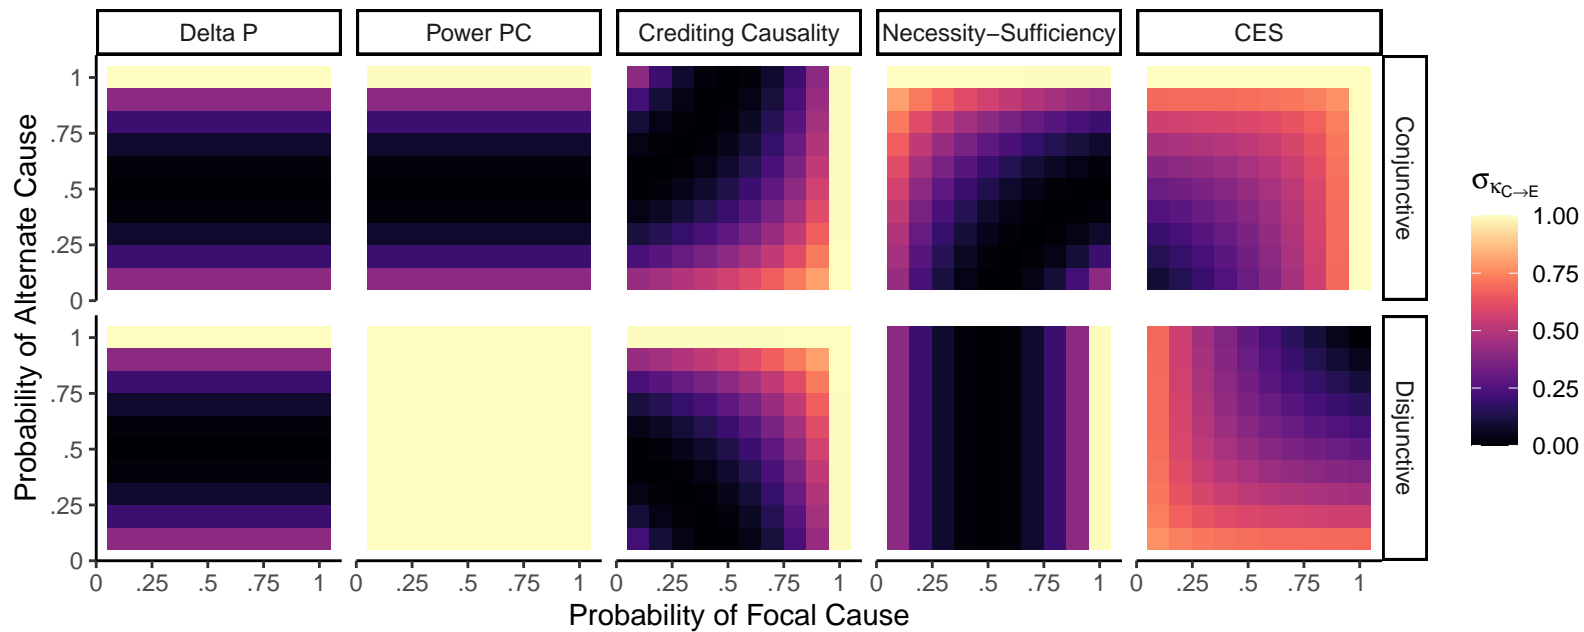 Delta P
Power PC
Crediting Causality
Necessity−Sufficiency
CES
Probability of Alternate Cause
1
.75
.5
.25
0
Conjunctive
1
.75
.5
.25
0
Disjunctive
0 .25 .5 .75 1
0 .25 .5 .75 1
0 .25 .5 .75 1
0 .25 .5 .75 1
0 .25 .5 .75 1
Probability of Focal Cause
σκC→E
1.00
0.75
0.50
0.25
0.00